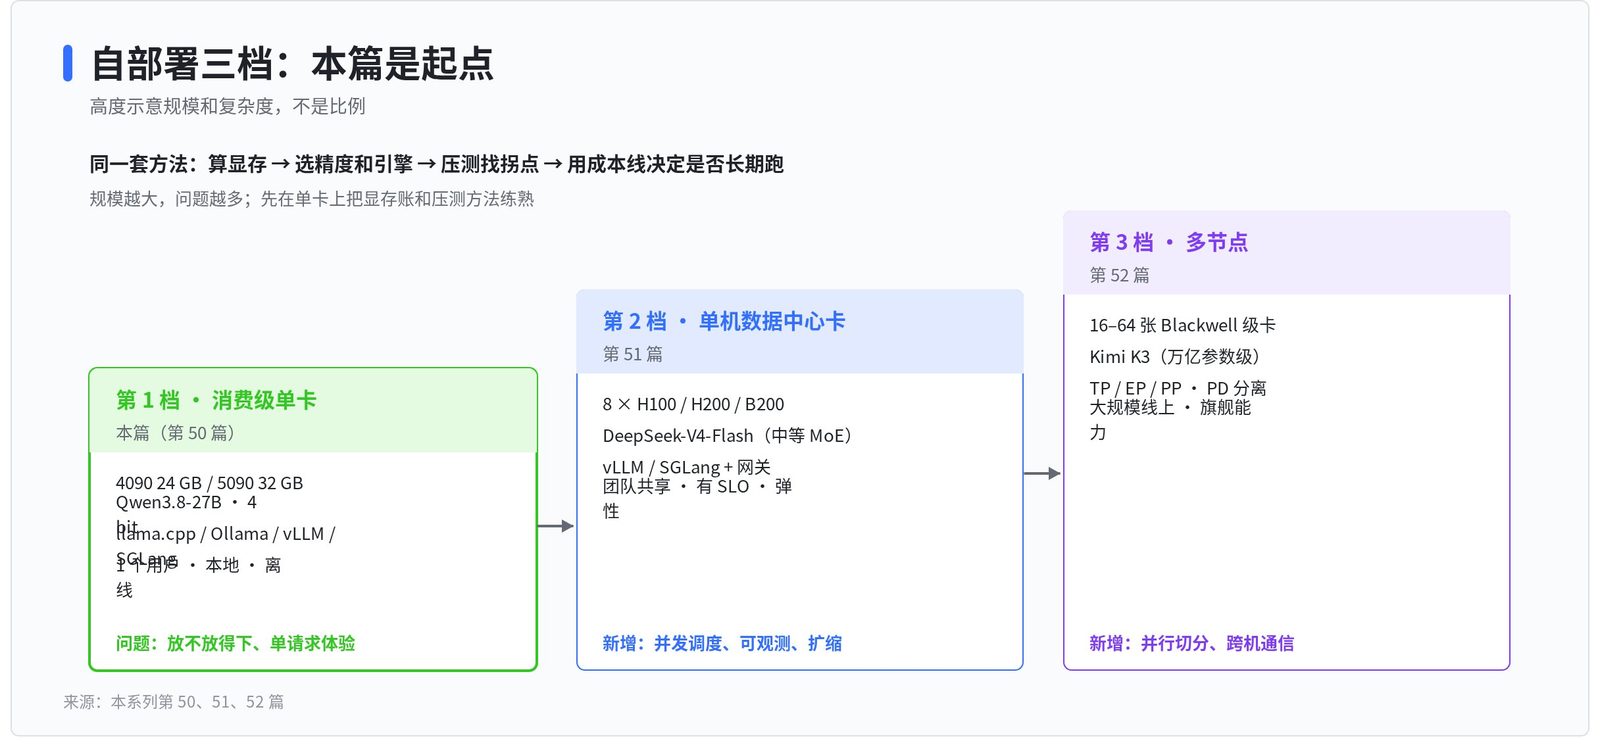 自部署三档：本篇是起点
高度示意规模和复杂度，不是比例
同一套方法：算显存 → 选精度和引擎 → 压测找拐点 → 用成本线决定是否长期跑
规模越大，问题越多；先在单卡上把显存账和压测方法练熟
第 1 档 · 消费级单卡
本篇（第 50 篇）
4090 24 GB / 5090 32 GB
Qwen3.8-27B · 4
bit
llama.cpp / Ollama / vLLM /
SGLang
1 个用户 · 本地 · 离
线
问题：放不放得下、单请求体验
第 2 档 · 单机数据中心卡
第 51 篇
8 × H100 / H200 / B200
DeepSeek-V4-Flash（中等 MoE）
vLLM / SGLang + 网关
团队共享 · 有 SLO · 弹
性
新增：并发调度、可观测、扩缩
第 3 档 · 多节点
第 52 篇
16–64 张 Blackwell 级卡
Kimi K3（万亿参数级）
TP / EP / PP · PD 分离
大规模线上 · 旗舰能
力
新增：并行切分、跨机通信
来源：本系列第 50、51、52 篇